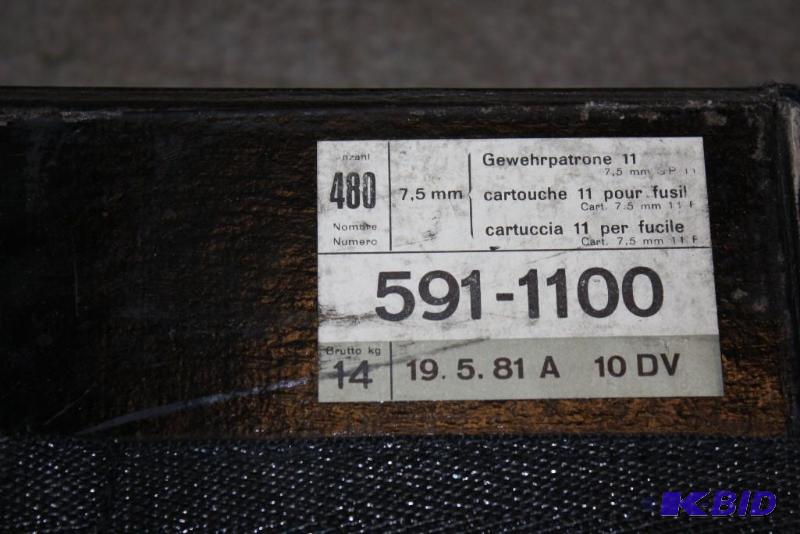 Anzahl
480
Nombre
Numero
7,5 mm
Gewehrpatrone 11
7,5 mm GP 11
cartouche 11 pour fusil
Cart. 7.5 mm 11 F
cartuccia 11 per fucile
Cart. 7.5 mm 11 F
591-1100
Brutto kg
14
19. 5. 81 A 10 DV
K-BID